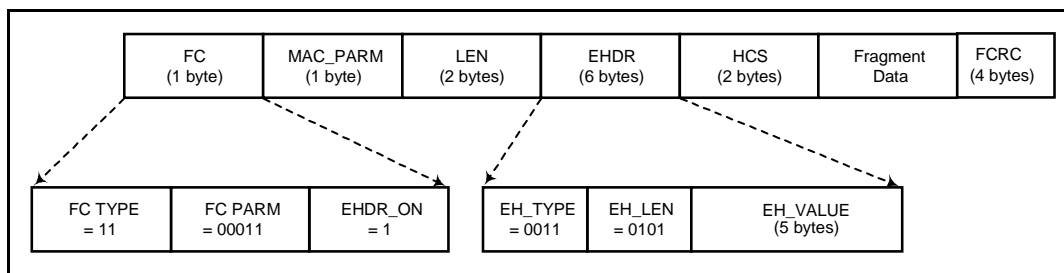 FC
(1 byte)
MAC_PARM
(1 byte)
LEN
(2 bytes)
EHDR
(6 bytes)
HCS
(2 bytes)
Fragment
Data
FCRC
(4 bytes)
FC TYPE
= 11
FC PARM
= 00011
EHDR_ON
= 1
EH_TYPE
= 0011
EH_LEN
= 0101
EH_VALUE
(5 bytes)